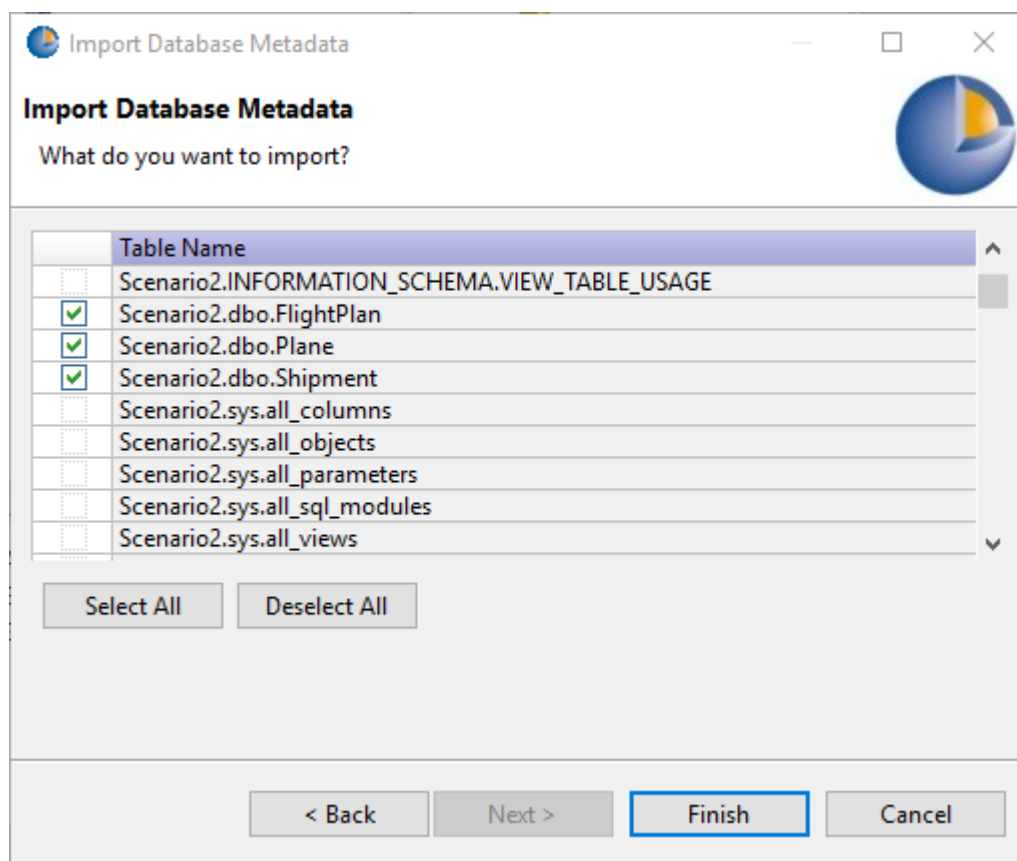 Import Database Metadata
Import Database Metadata
What do you want to import?
Table Name
Scenario2.INFORMATION_SCHEMA.VIEW_TABLE_USAGE
Scenario2.dbo.FlightPlan
Scenario2.dbo.Plane
Scenario2.dbo.Shipment
Scenario2.sys.all_columns
Scenario2.sys.all_objects
Scenario2.sys.all_parameters
Scenario2.sys.all_sql_modules
Scenario2.sys.all_views
Select All Deselect All
< Back Next > Finish Cancel